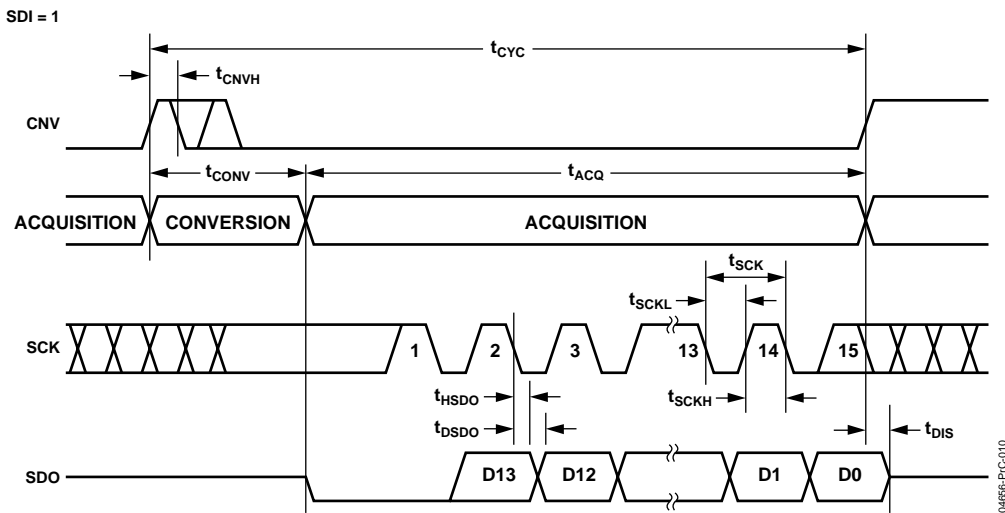 SDI = 1
tCYC
tCNVH
CNV
tCONV
tACQ
ACQUISITION
CONVERSION
ACQUISITION
tSCK
tSCKL
SCK
1
2
3
13
14
15
tHSDO
tSCKH
tDSDO
tDIS
SDO
D13
D12
D1
D0
04656-PrC-010